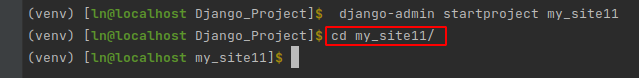 (venv) [ln@localhost Django_Project]$  django-admin startproject my_site11
(venv) [ln@localhost Django_Project]$ cd my_site11/
(venv) [ln@localhost my_site11]$